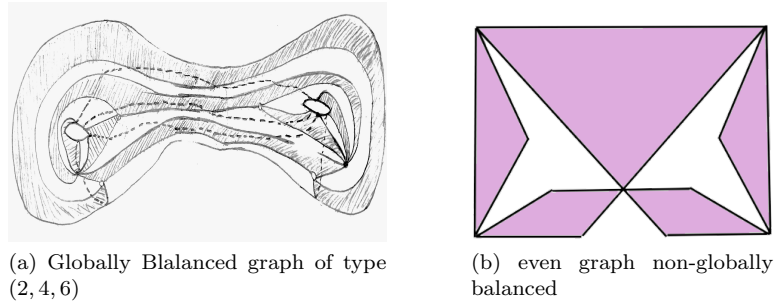 (a) Globally Blalanced graph of type
(2, 4, 6)
(b) even graph non-globally
balanced